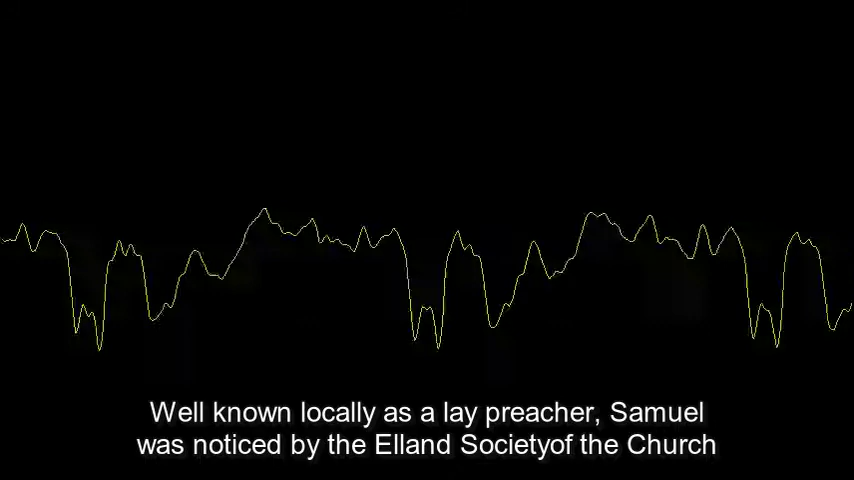 Well known locally as a lay preacher, Samuel
was noticed by the Elland Societyof the Church